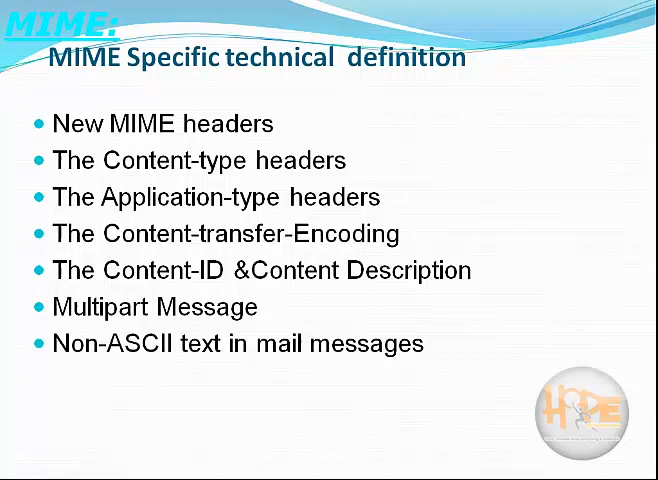 MIME:
MIME Specific technical definition
New MIME headers
The Content-type headers
The Application-type headers
The Content-transfer-Encoding
The Content-ID &Content Description
Multipart Message
Non-ASCII text in mail messages
HOPE